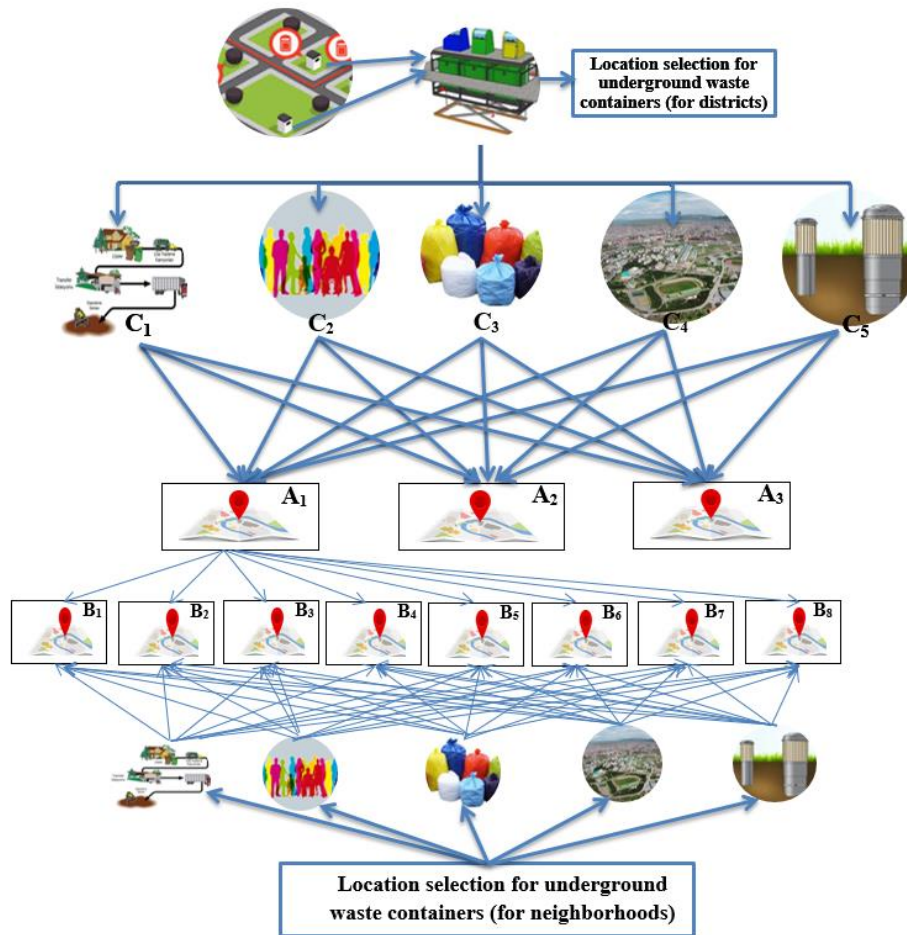 Location selection for
underground waste
containers (for districts)
C1
C2
C3
C4
C5
A1
A2
A3
B1
B2
B3
B4
B5
B6
B7
B8
Location selection for underground
waste containers (for neighborhoods)